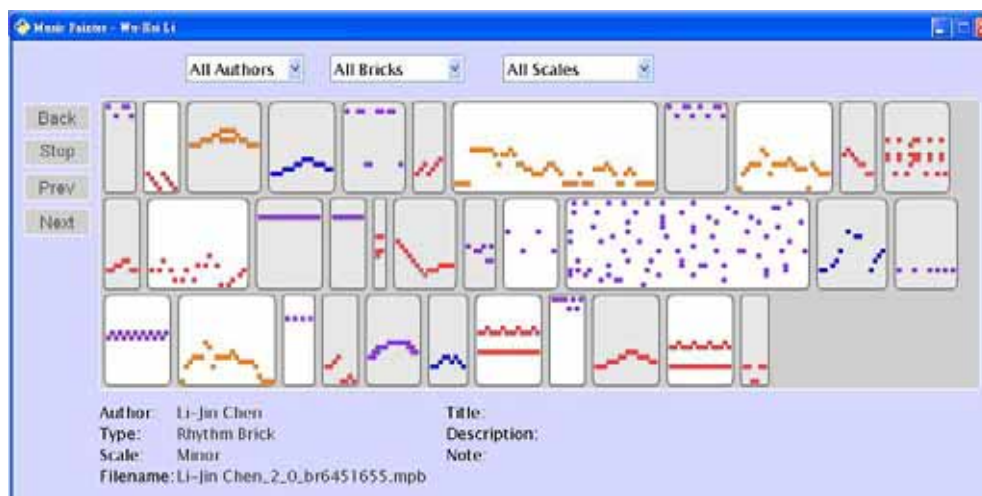 Music Painter - Wu-Hsi Li
All Authors All Bricks All Scales
Back
Stop
Prev
Next
Author: Li-Jin Chen Title:
Type: Rhythm Brick Description:
Scale: Minor Note:
Filename: Li-Jin Chen_2_0_br6451655.mpb